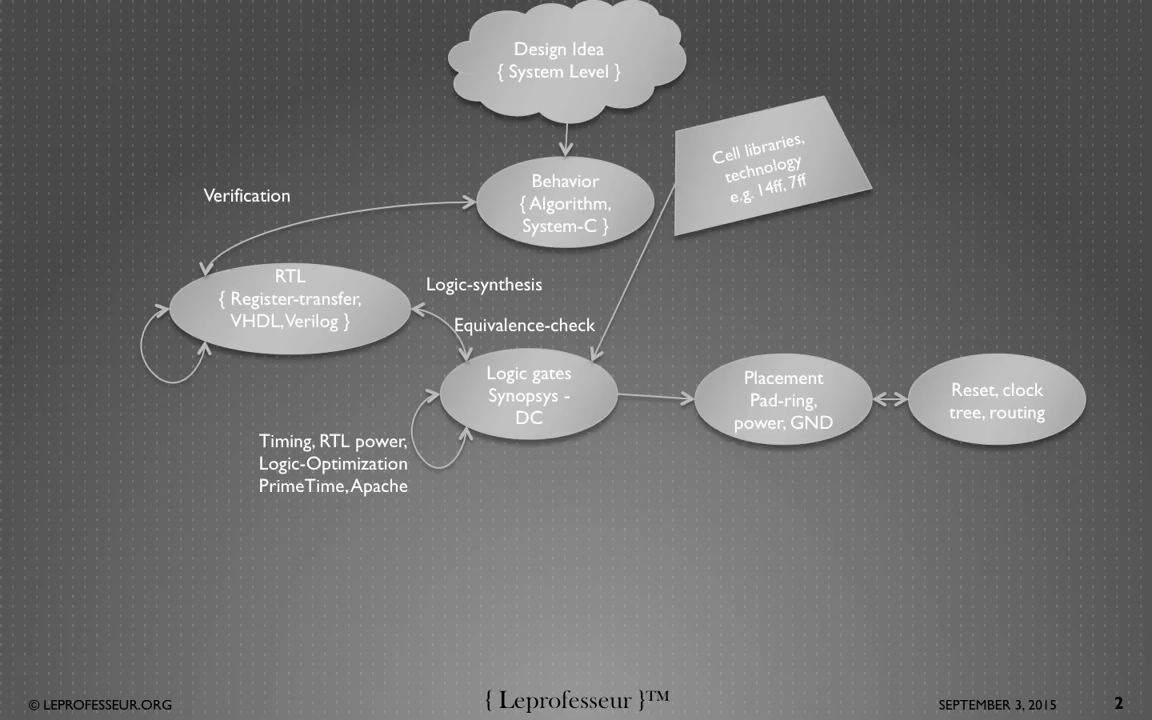 Design Idea
{ System Level }
Cell libraries,
technology
e.g. 14ff, 7ff
Behavior
{ Algorithm,
System-C }
Verification
RTL
{ Register-transfer,
VHDL, Verilog }
Logic-synthesis
Equivalence-check
Logic gates
Synopsys -
DC
Placement
Pad-ring,
power, GND
Reset, clock
tree, routing
Timing, RTL power,
Logic-Optimization
PrimeTime, Apache
© LEPROFESSEUR.ORG
{ Leprofesseur }™
SEPTEMBER 3, 2015
2